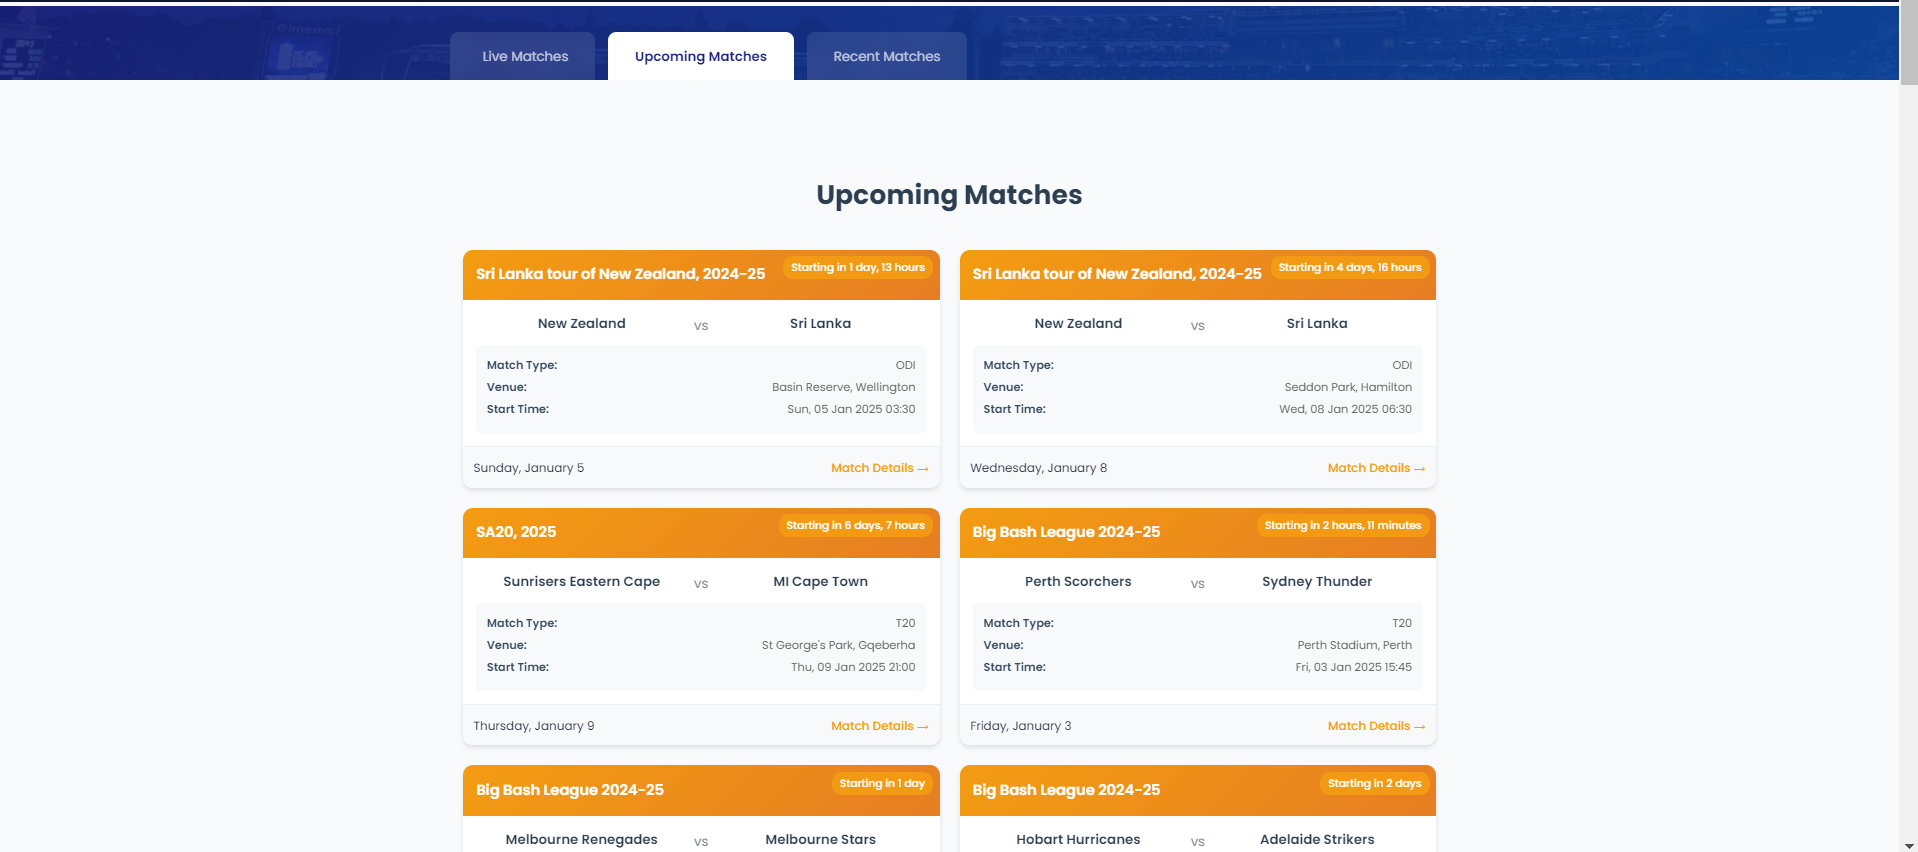 @Investec
Live Matches
Upcoming Matches
Recent Matches
Upcoming Matches
Sri Lanka tour of New Zealand, 2024-25
Starting in 1 day, 13 hours
New Zealand vs Sri Lanka
Match Type: ODI
Venue: Basin Reserve, Wellington
Start Time: Sun, 05 Jan 2025 03:30
Sunday, January 5
Match Details →
Sri Lanka tour of New Zealand, 2024-25
Starting in 4 days, 16 hours
New Zealand vs Sri Lanka
Match Type: ODI
Venue: Seddon Park, Hamilton
Start Time: Wed, 08 Jan 2025 06:30
Wednesday, January 8
Match Details →
SA20, 2025
Starting in 6 days, 7 hours
Sunrisers Eastern Cape vs MI Cape Town
Match Type: T20
Venue: St George's Park, Gqeberha
Start Time: Thu, 09 Jan 2025 21:00
Thursday, January 9
Match Details →
Big Bash League 2024-25
Starting in 2 hours, 11 minutes
Perth Scorchers vs Sydney Thunder
Match Type: T20
Venue: Perth Stadium, Perth
Start Time: Fri, 03 Jan 2025 15:45
Friday, January 3
Match Details →
Big Bash League 2024-25
Starting in 1 day
Melbourne Renegades vs Melbourne Stars
Big Bash League 2024-25
Starting in 2 days
Hobart Hurricanes vs Adelaide Strikers